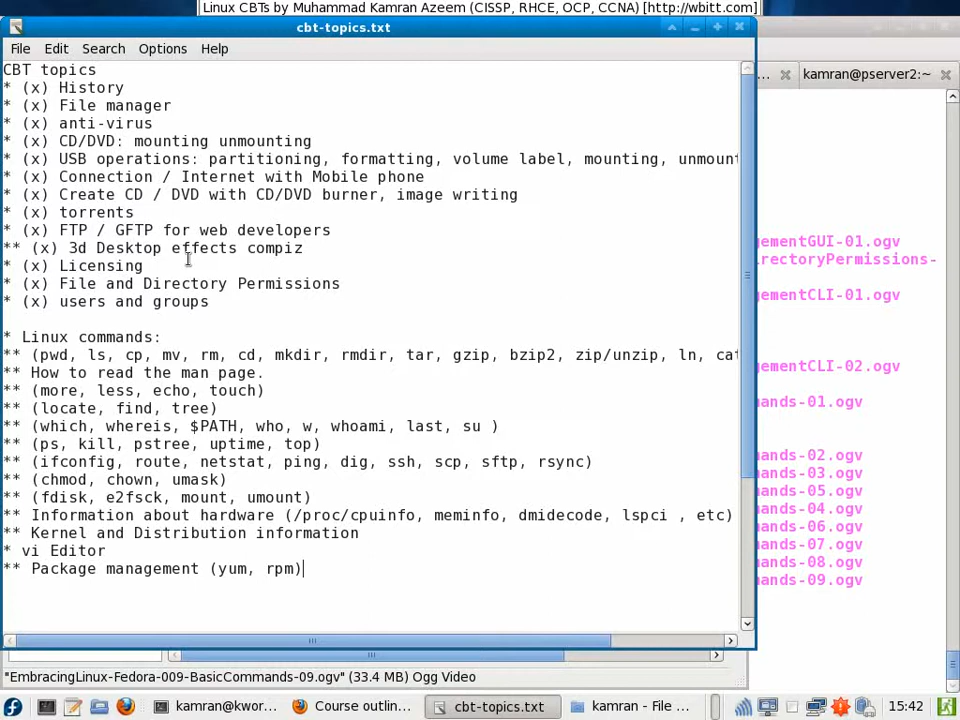 Linux CBTs by Muhammad Kamran Azeem (CISSP, RHCE, OCP, CCNA) [http://wbitt.com]
cbt-topics.txt
File Edit Search Options Help
... kamran@pserver2:~
CBT topics
* (x) History
* (x) File manager
* (x) anti-virus
* (x) CD/DVD: mounting unmounting
* (x) USB operations: partitioning, formatting, volume label, mounting, unmount
* (x) Connection / Internet with Mobile phone
* (x) Create CD / DVD with CD/DVD burner, image writing
* (x) torrents
* (x) FTP / GFTP for web developers
** (x) 3d Desktop effects compiz
* (x) Licensing
* (x) File and Directory Permissions
* (x) users and groups
* Linux commands:
** (pwd, ls, cp, mv, rm, cd, mkdir, rmdir, tar, gzip, bzip2, zip/unzip, ln, cat
** How to read the man page.
** (more, less, echo, touch)
** (locate, find, tree)
** (which, whereis, $PATH, who, w, whoami, last, su )
** (ps, kill, pstree, uptime, top)
** (ifconfig, route, netstat, ping, dig, ssh, scp, sftp, rsync)
** (chmod, chown, umask)
** (fdisk, e2fsck, mount, umount)
** Information about hardware (/proc/cpuinfo, meminfo, dmidecode, lspci , etc)
** Kernel and Distribution information
* vi Editor
** Package management (yum, rpm)
gementGUI-01.ogv
irectoryPermissions-
gementCLI-01.ogv
gementCLI-02.ogv
ands-01.ogv
ands-02.ogv
ands-03.ogv
ands-05.ogv
ands-04.ogv
ands-06.ogv
ands-07.ogv
ands-08.ogv
ands-09.ogv
"EmbracingLinux-Fedora-009-BasicCommands-09.ogv" (33.4 MB) Ogg Video
kamran@kwor... Course outlin... cbt-topics.txt kamran - File ... 15:42